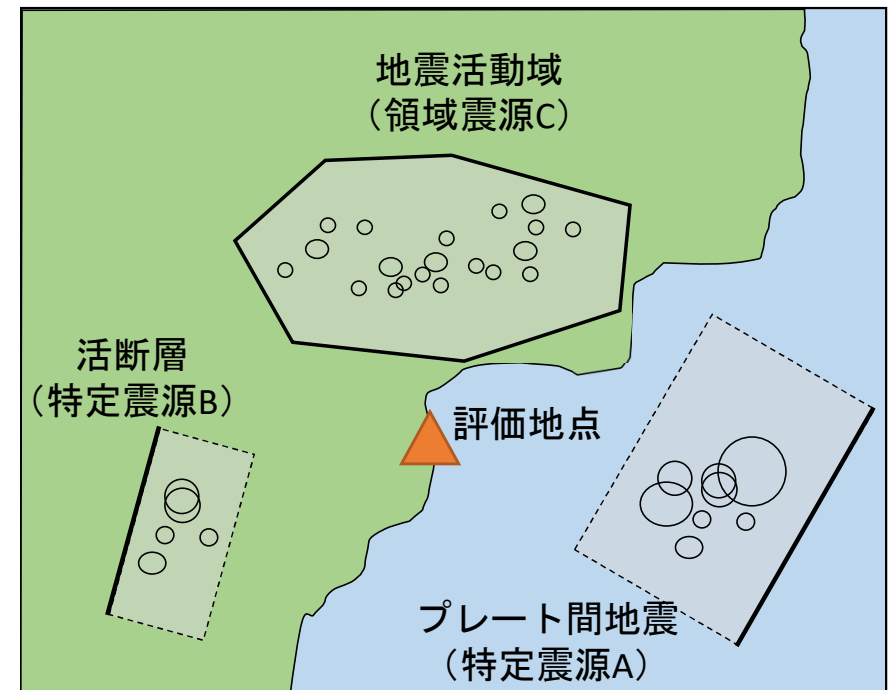 地震活動域
（領域震源C）
活断層
（特定震源B）
評価地点
プレート間地震
（特定震源A）